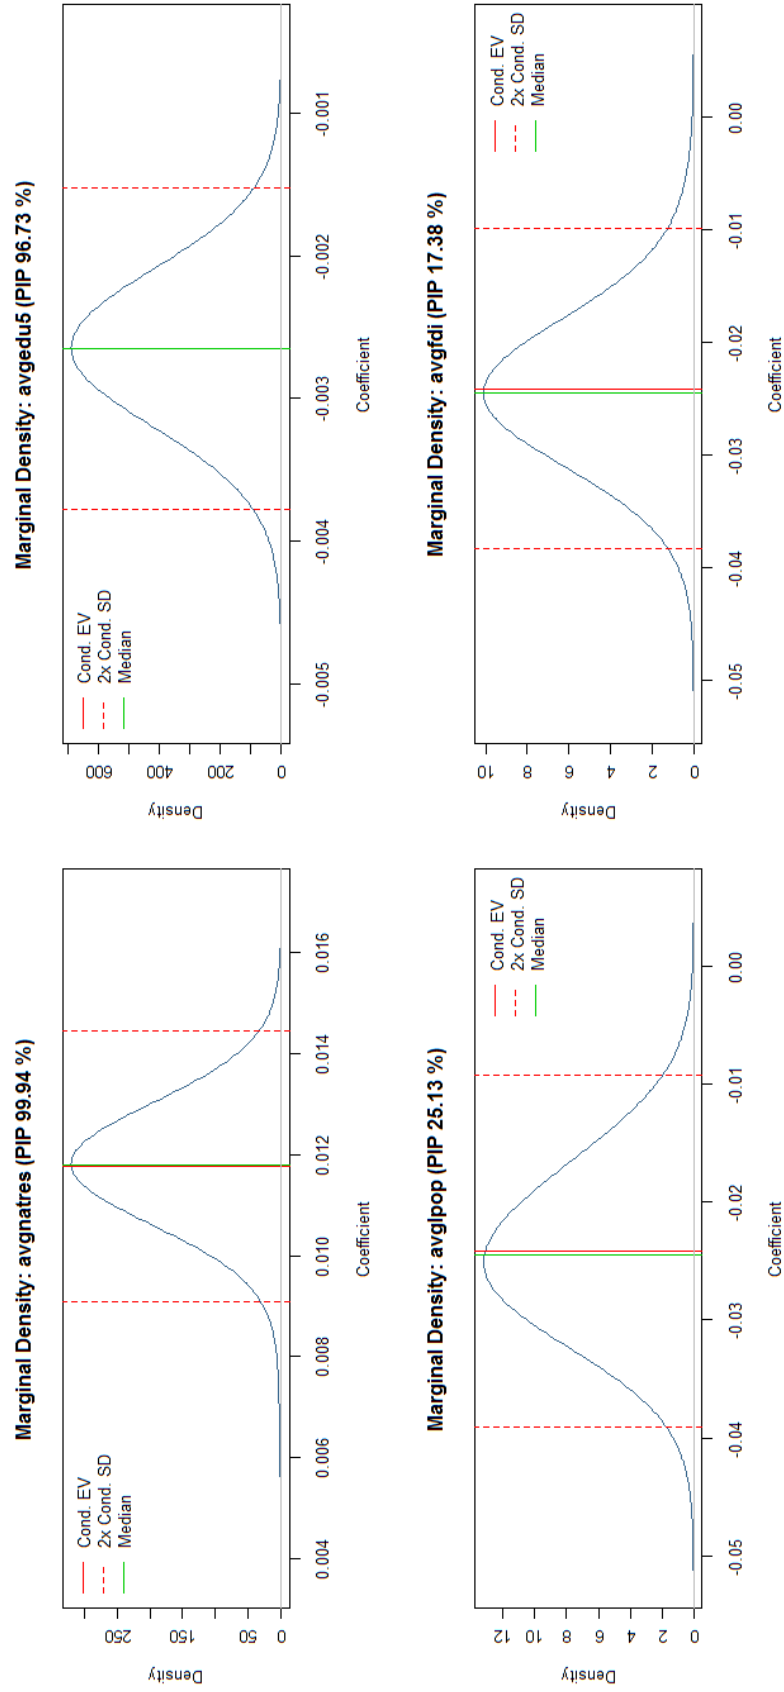 Marginal Density: avgnatres (PIP 99.94 %)
Cond. EV
2x Cond. SD
Median
Density
250
150
50
0
0.004 0.006 0.008 0.010 0.012 0.014 0.016
Coefficient
Marginal Density: avgedu5 (PIP 96.73 %)
Cond. EV
2x Cond. SD
Median
Density
600
400
200
0
-0.005 -0.004 -0.003 -0.002 -0.001
Coefficient
Marginal Density: avglpop (PIP 25.13 %)
Cond. EV
2x Cond. SD
Median
Density
12
10
8
6
4
2
0
-0.05 -0.04 -0.03 -0.02 -0.01 0.00
Coefficient
Marginal Density: avgfdi (PIP 17.38 %)
Cond. EV
2x Cond. SD
Median
Density
10
8
6
4
2
0
-0.05 -0.04 -0.03 -0.02 -0.01 0.00
Coefficient